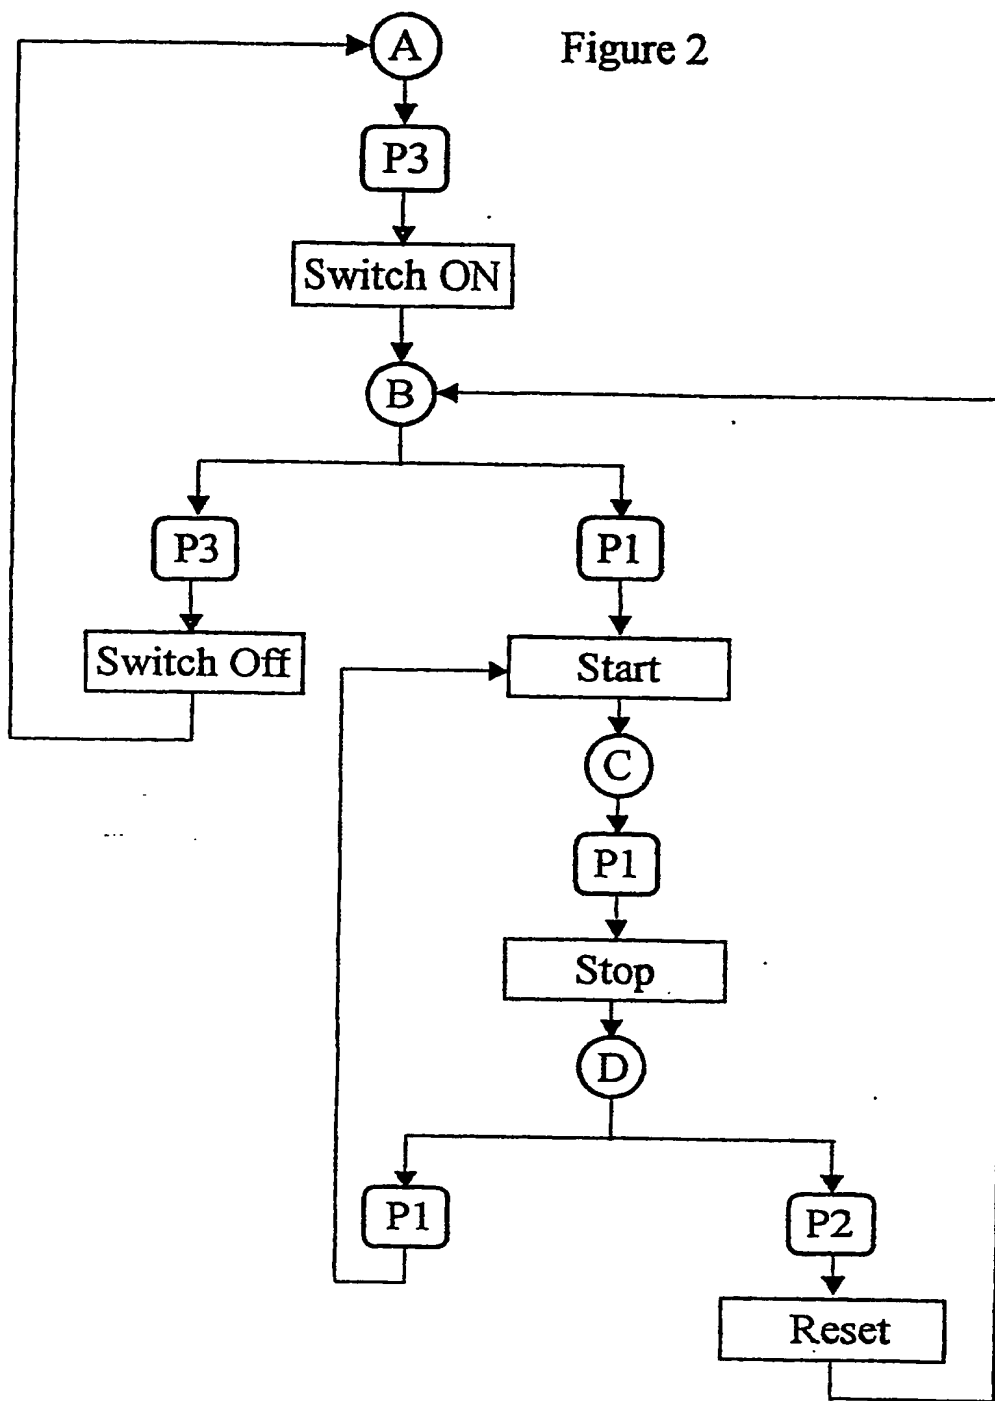 A
Figure 2
P3
Switch ON
B
P3
P1
Switch Off
Start
C
P1
Stop
D
P1
P2
Reset